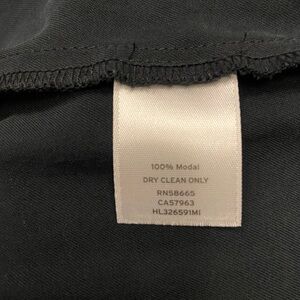 100% Modal
DRY CLEAN ONLY
RN58665
CA57963
HL326591MI